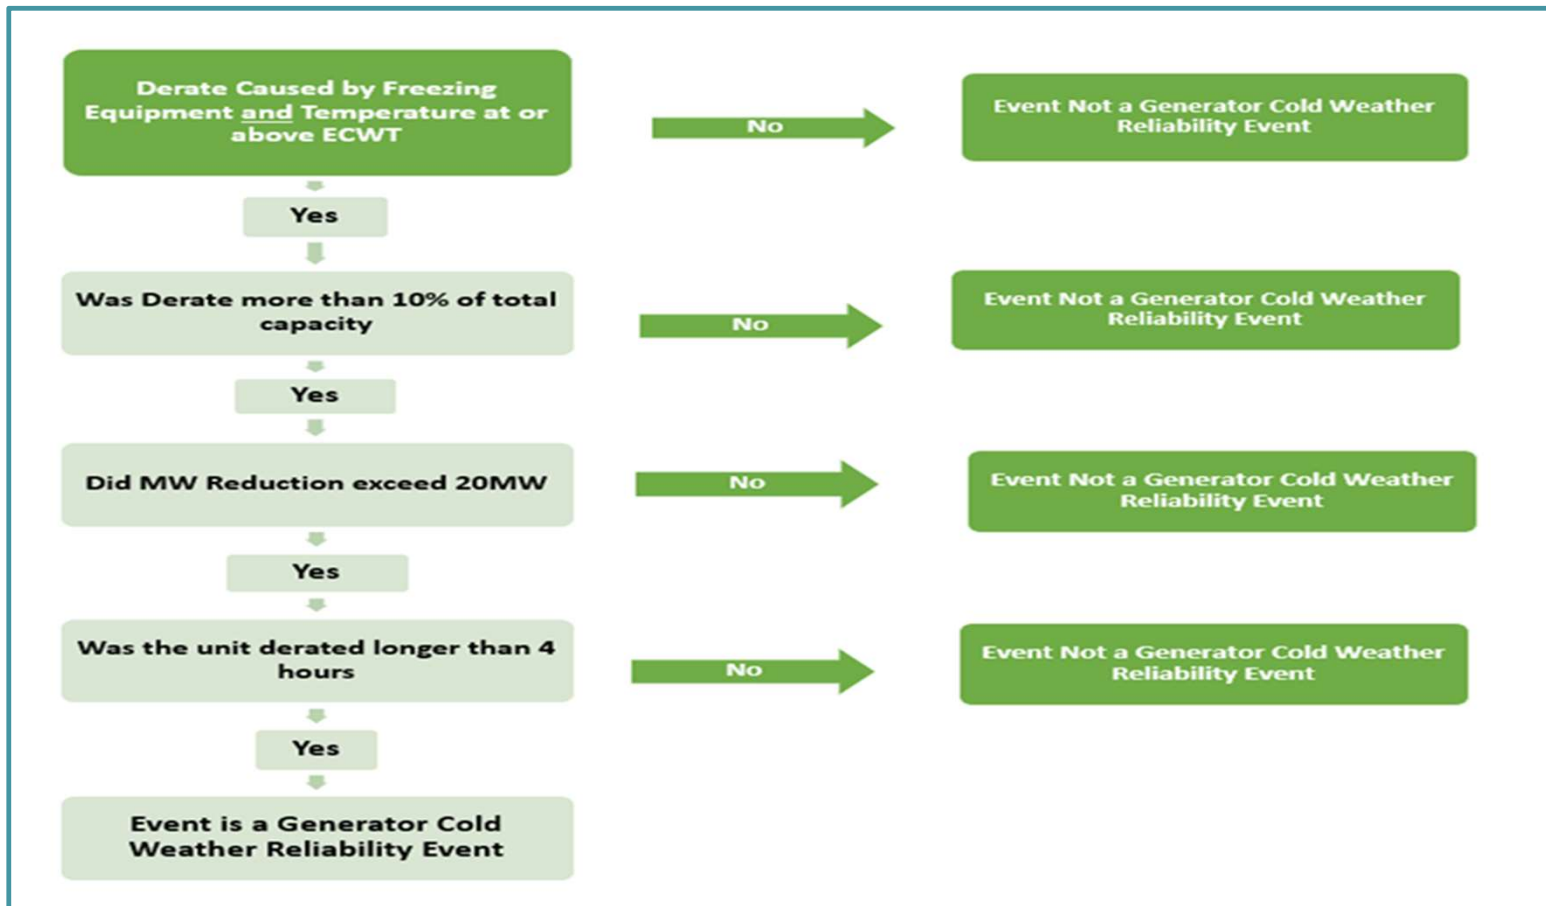 Derate Caused by Freezing
Equipment and Temperature at or
above ECWT
No
Event Not a Generator Cold Weather
Reliability Event
Yes
Was Derate more than 10% of total
capacity
No
Event Not a Generator Cold Weather
Reliability Event
Yes
Did MW Reduction exceed 20MW
No
Event Not a Generator Cold Weather
Reliability Event
Yes
Was the unit derated longer than 4
hours
No
Event Not a Generator Cold Weather
Reliability Event
Yes
Event is a Generator Cold
Weather Reliability Event